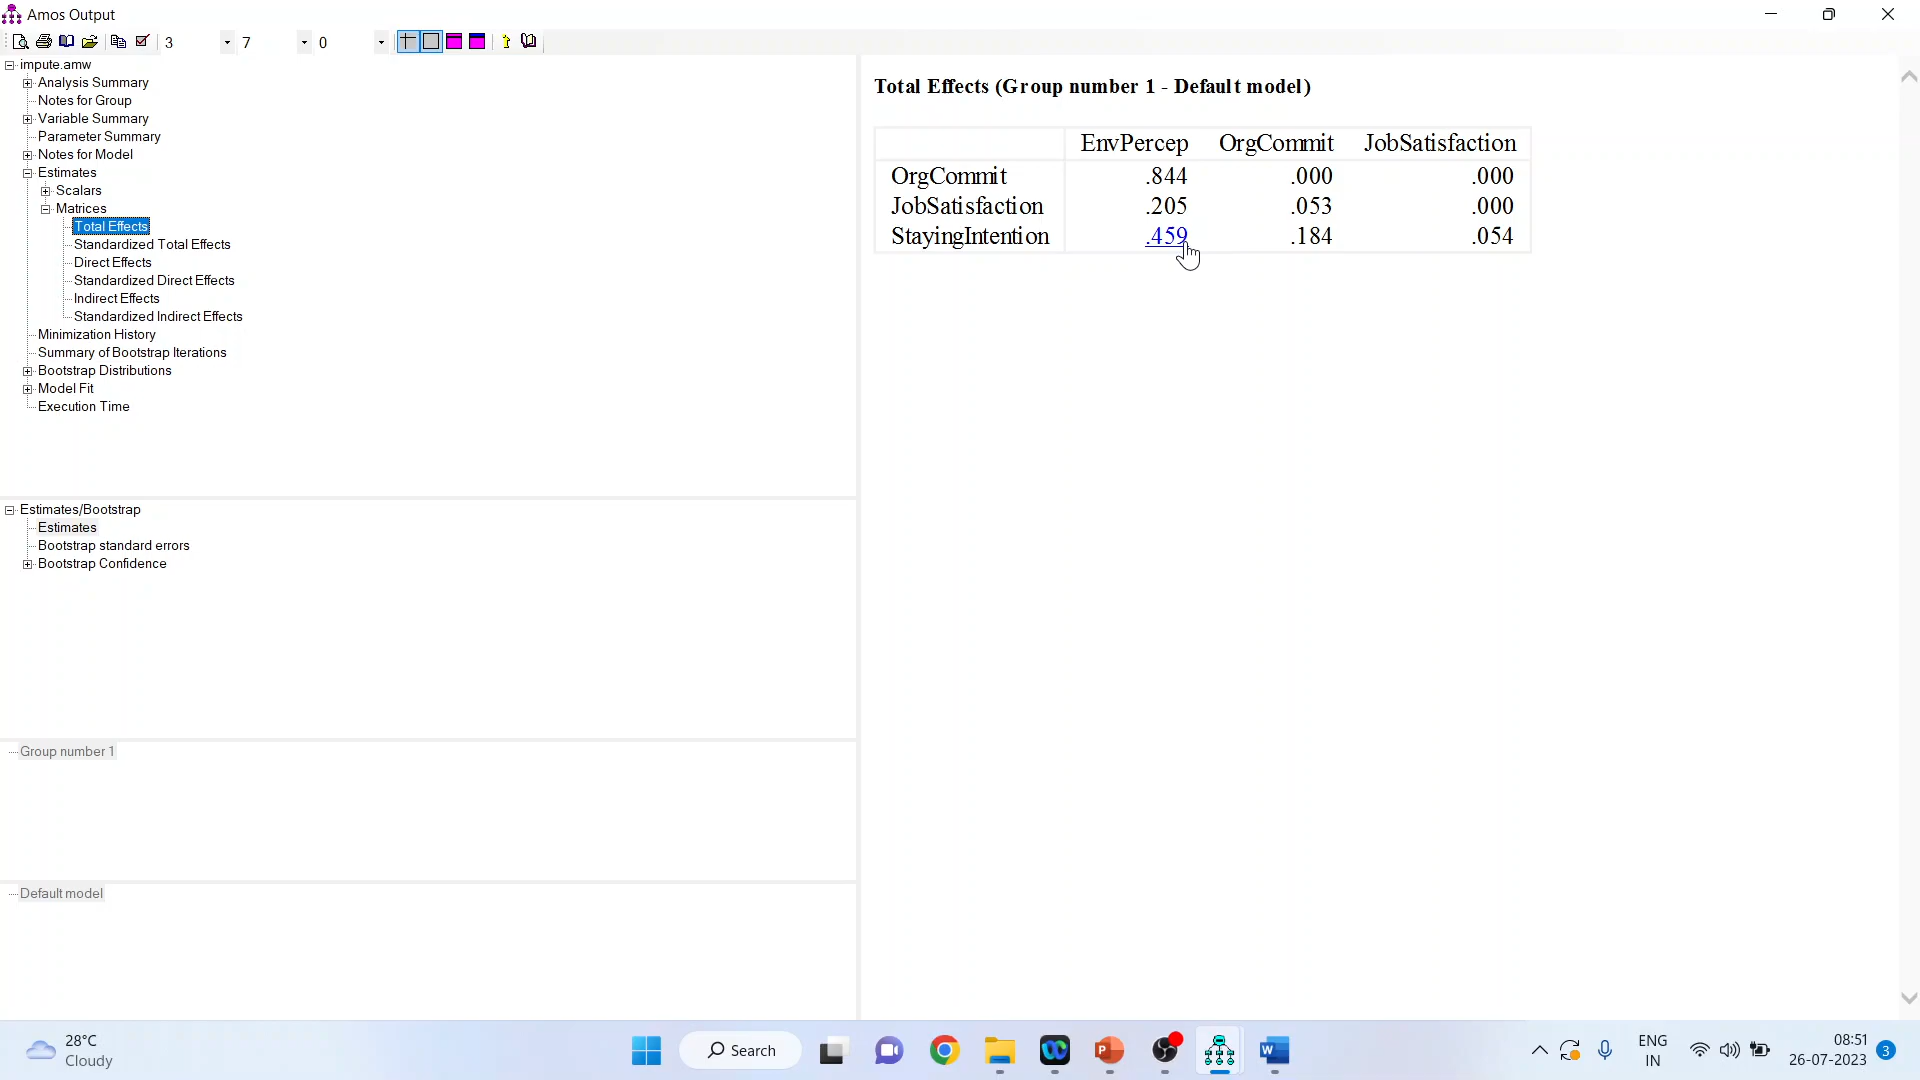 Amos Output
3 7 0
impute.amw
Analysis Summary
Notes for Group
Variable Summary
Parameter Summary
Notes for Model
Estimates
Scalars
Matrices
Total Effects
Standardized Total Effects
Direct Effects
Standardized Direct Effects
Indirect Effects
Standardized Indirect Effects
Minimization History
Summary of Bootstrap Iterations
Bootstrap Distributions
Model Fit
Execution Time
Estimates/Bootstrap
Estimates
Bootstrap standard errors
Bootstrap Confidence
Group number 1
Default model
Total Effects (Group number 1 - Default model)
EnvPercep OrgCommit JobSatisfaction
OrgCommit .844 .000 .000
JobSatisfaction .205 .053 .000
StayingIntention .459 .184 .054
28°C
Cloudy
Search
P
W
ENG
IN
08:51
26-07-2023
3